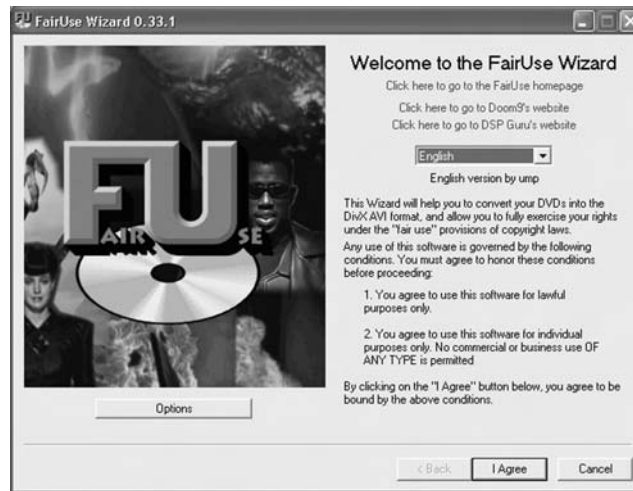 FairUse Wizard 0.33.1
FU
AIR SE
Options
Welcome to the FairUse Wizard
Click here to go to the FairUse homepage
Click here to go to Doom9's website
Click here to go to DSP Guru's website
English
English version by ump
This Wizard will help you to convert your DVDs into the
DivX AVI format, and allow you to fully exercise your rights
under the "fair use" provisions of copyright laws.
Any use of this software is governed by the following
conditions. You must agree to honor these conditions
before proceeding:
1. You agree to use this software for lawful
purposes only.
2. You agree to use this software for individual
purposes only. No commercial or business use OF
ANY TYPE is permitted
By clicking on the "I Agree" button below, you agree to be
bound by the above conditions.
< Back
I Agree
Cancel